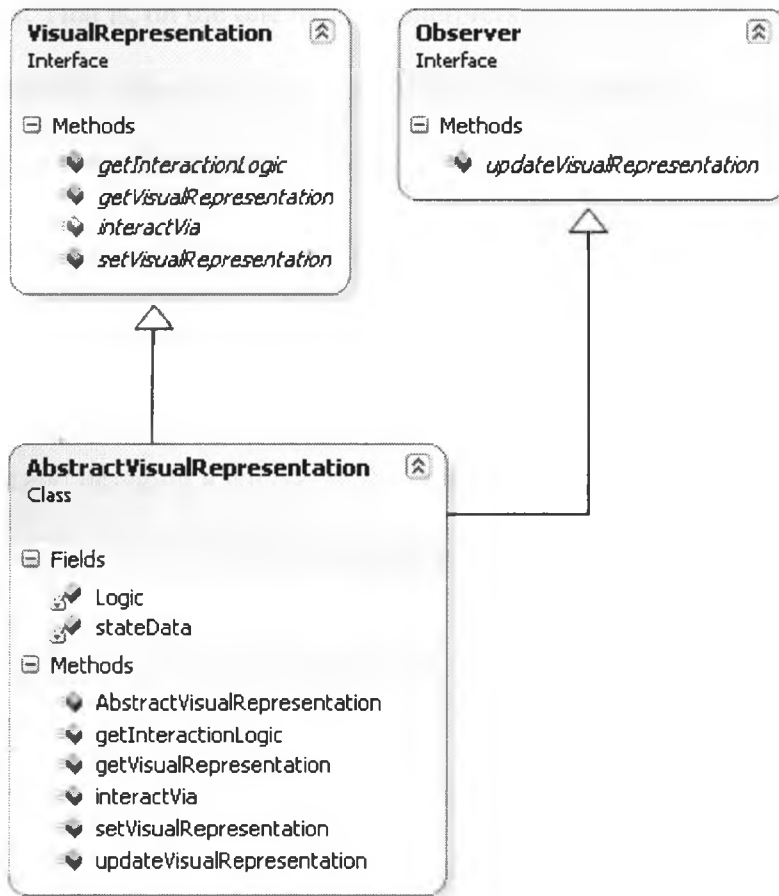 VisualRepresentation
Interface
Methods
getInteractionLogic
getVisualRepresentation
interactVia
setVisualRepresentation
Observer
Interface
Methods
updateVisualRepresentation
AbstractVisualRepresentation
Class
Fields
Logic
stateData
Methods
AbstractVisualRepresentation
getInteractionLogic
getVisualRepresentation
interactVia
setVisualRepresentation
updateVisualRepresentation